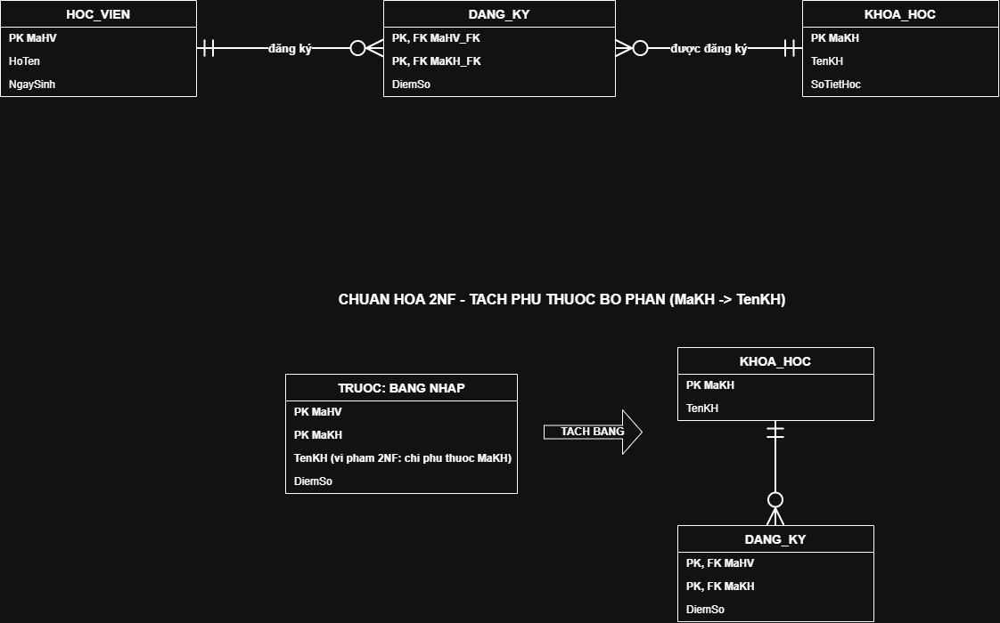 HOC_VIEN
PK MaHV
HoTen
NgaySinh
đăng ký
DANG_KY
PK, FK MaHV_FK
PK, FK MaKH_FK
DiemSo
được đăng ký
KHOA_HOC
PK MaKH
TenKH
SoTietHoc
CHUAN HOA 2NF - TACH PHU THUOC BO PHAN (MaKH -> TenKH)
TRUOC: BANG NHAP
PK MaHV
PK MaKH
TenKH (vi pham 2NF: chi phu thuoc MaKH)
DiemSo
TACH BANG
KHOA_HOC
PK MaKH
TenKH
DANG_KY
PK, FK MaHV
PK, FK MaKH
DiemSo